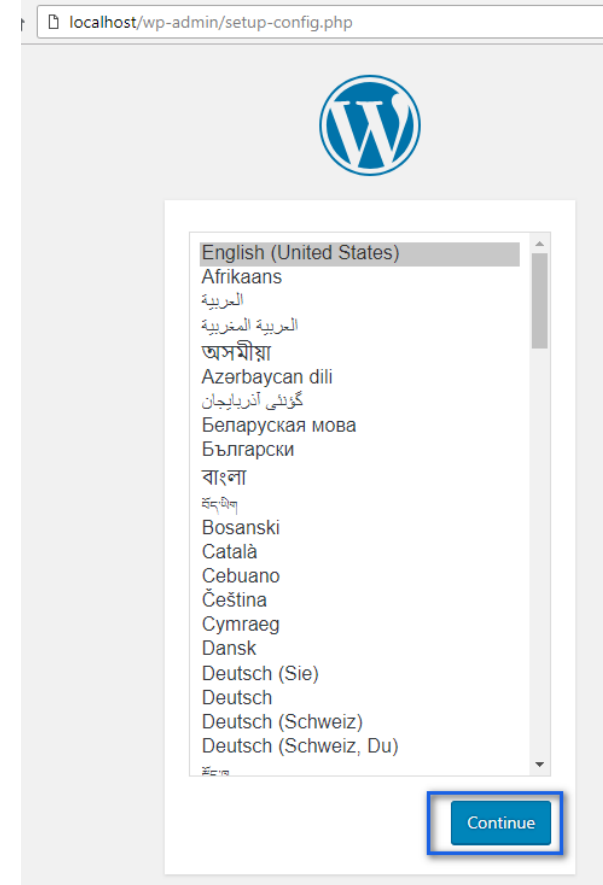 localhost/wp-admin/setup-config.php
English (United States)
Afrikaans
العربية
العربية المغربية
অসমীয়া
Azərbaycan dili
گؤنئی آذربایجان
Беларуская мова
Български
বাংলা
བོད་ཡིག
Bosanski
Català
Cebuano
Čeština
Cymraeg
Dansk
Deutsch (Sie)
Deutsch
Deutsch (Schweiz)
Deutsch (Schweiz, Du)
Continue